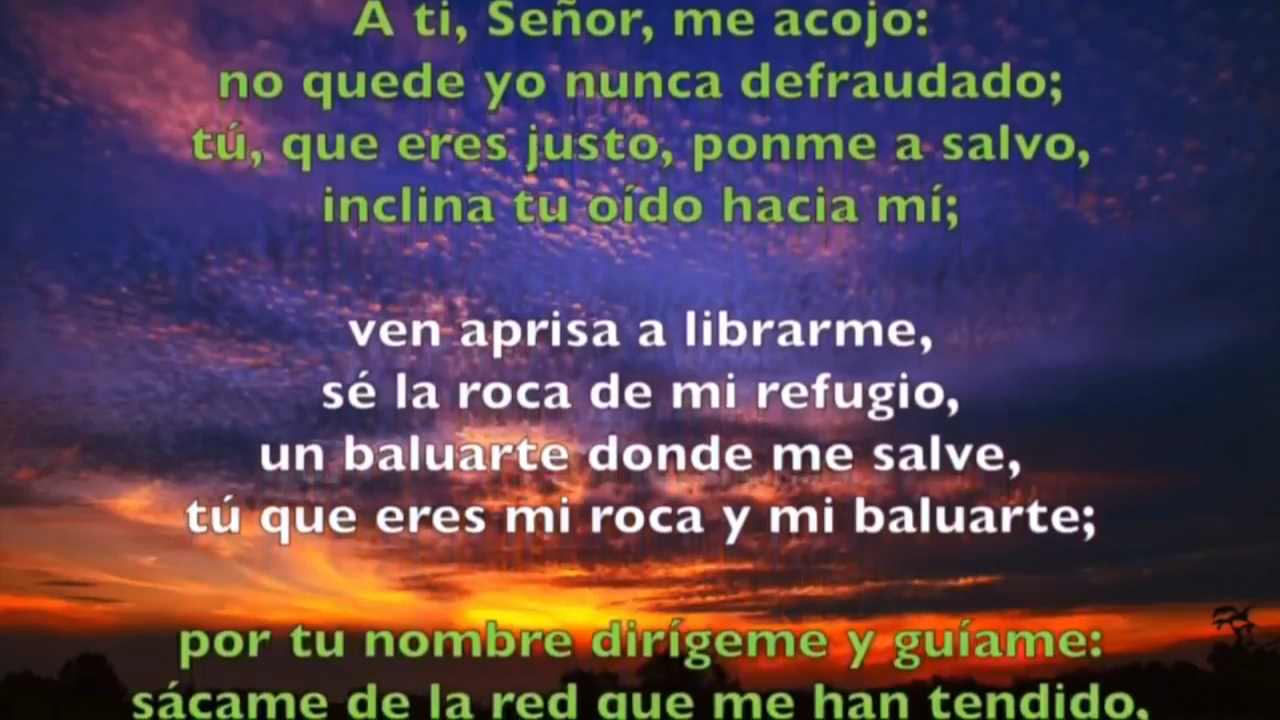 A ti, Señor, me acojo:
no quede yo nunca defraudado;
tú, que eres justo, ponme a salvo,
inclina tu oído hacia mí;
ven aprisa a librarme,
sé la roca de mi refugio,
un baluarte donde me salve,
tú que eres mi roca y mi baluarte;
por tu nombre dirígeme y guíame:
sácame de la red que me han tendido,